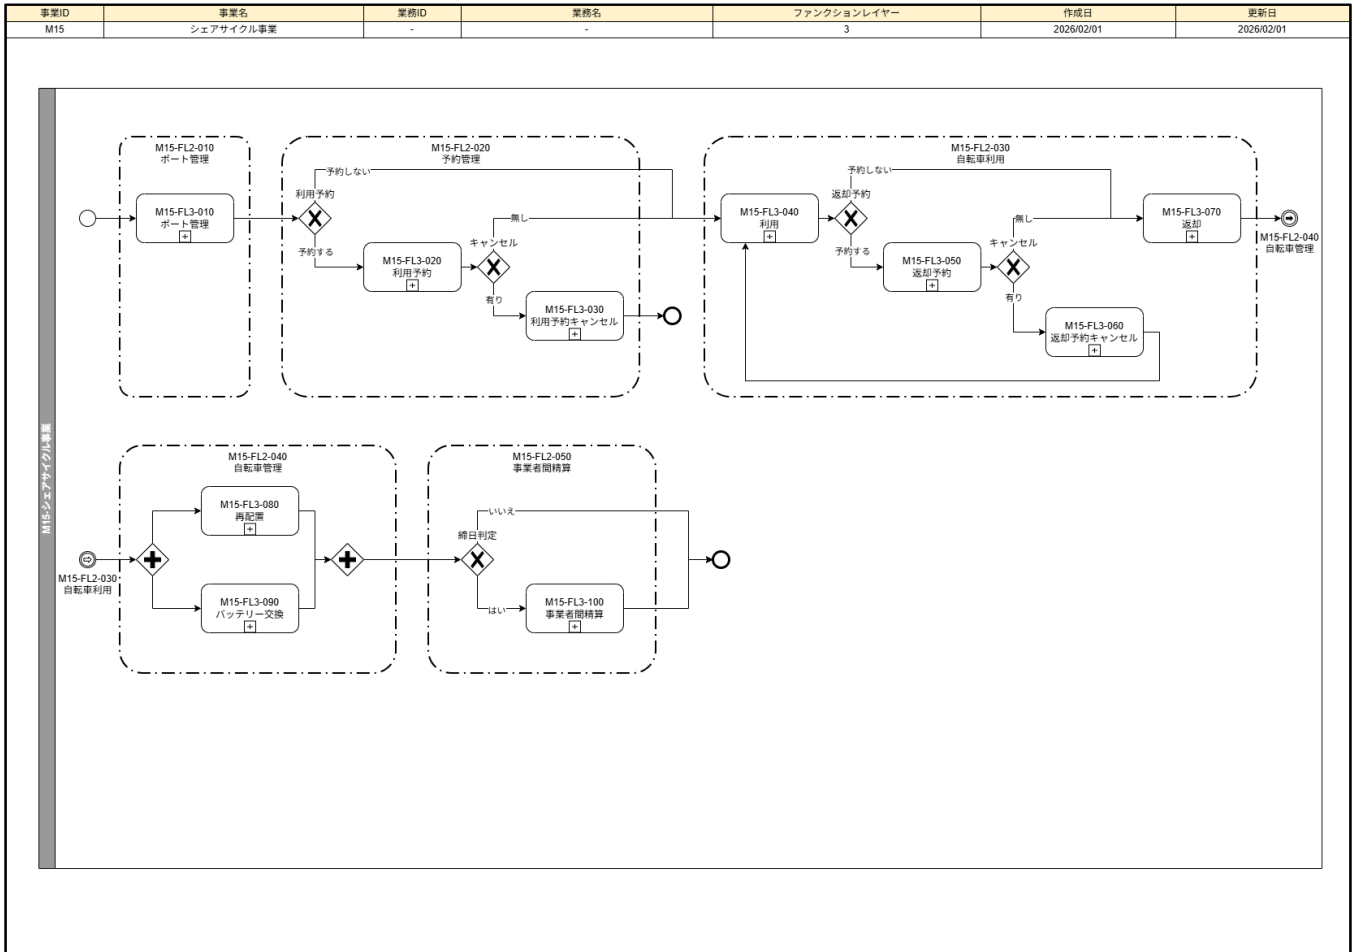 事業ID 事業名 業務ID 業務名 ファンクションレイヤー 作成日 更新日
M15 シェアサイクル事業 - - 3 2026/02/01 2026/02/01
M15-シェアサイクル事業
M15-FL2-010
ポート管理
M15-FL3-010
ポート管理
M15-FL2-020
予約管理
予約しない
利用予約
予約する
M15-FL3-020
利用予約
無し
キャンセル
有り
M15-FL3-030
利用予約キャンセル
M15-FL2-030
自転車利用
M15-FL3-040
利用
予約しない
返却予約
予約する
M15-FL3-050
返却予約
無し
キャンセル
有り
M15-FL3-060
返却予約キャンセル
M15-FL3-070
返却
M15-FL2-040
自転車管理
M15-FL2-030
自転車利用
M15-FL2-040
自転車管理
M15-FL3-080
再配置
M15-FL3-090
バッテリー交換
M15-FL2-050
事業者間精算
いいえ
締日判定
はい
M15-FL3-100
事業者間精算